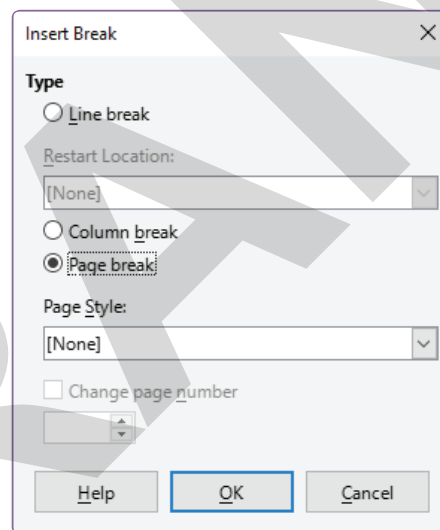 Insert Break
Type
Line break
Restart Location:
[None]
Column break
Page break
Page Style:
[None]
Change page number
Help OK Cancel